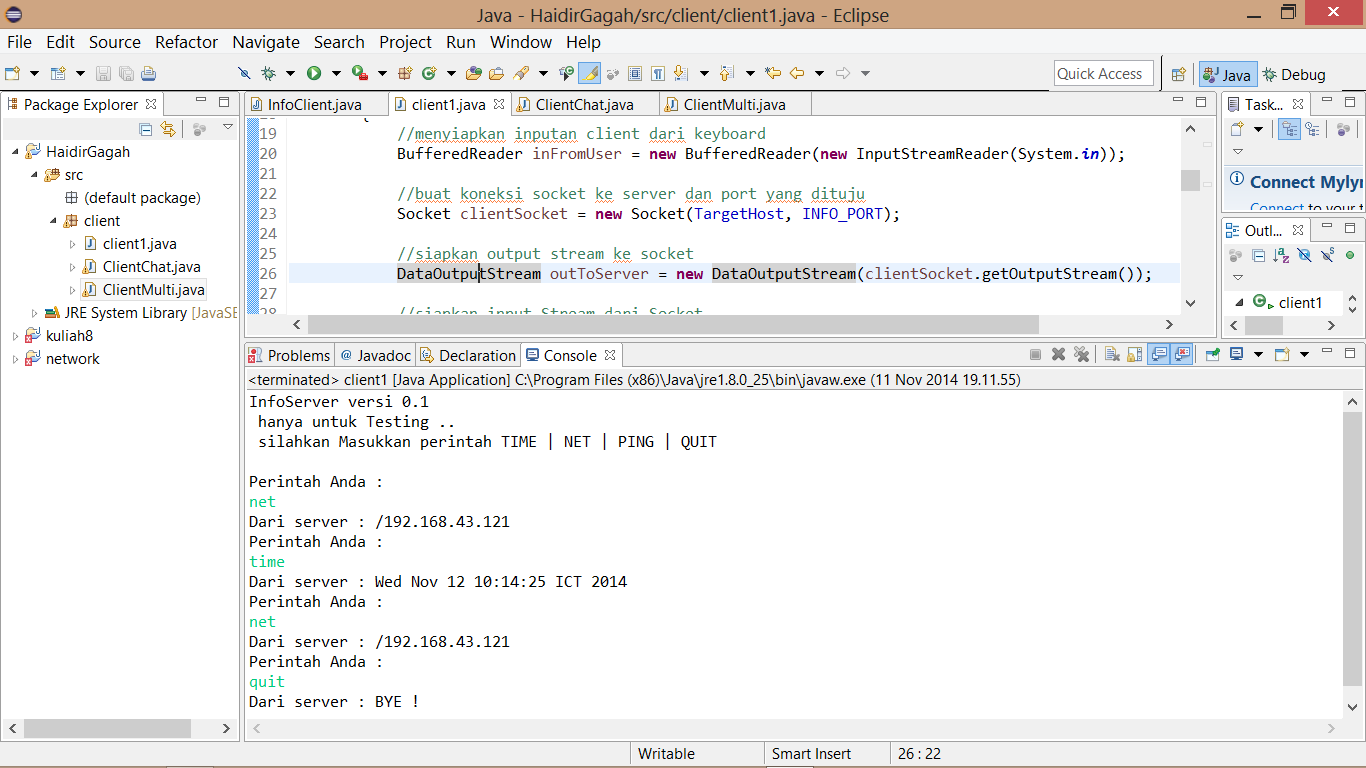 Java - HaidirGagah/src/client/client1.java - Eclipse
File Edit Source Refactor Navigate Search Project Run Window Help
Quick Access
Java
Debug
Package Explorer
HaidirGagah
src
(default package)
client
client1.java
ClientChat.java
ClientMulti.java
JRE System Library [JavaSE
kuliah8
network
InfoClient.java
client1.java
ClientChat.java
ClientMulti.java
19 //menyiapkan inputan client dari keyboard
20 BufferedReader inFromUser = new BufferedReader(new InputStreamReader(System.in));
21
22 //buat koneksi socket ke server dan port yang dituju
23 Socket clientSocket = new Socket(TargetHost, INFO_PORT);
24
25 //siapkan output stream ke socket
26 DataOutputStream outToServer = new DataOutputStream(clientSocket.getOutputStream());
27
28 //siapkan input Stream dari Socket
Task...
Connect Mylyn
Connect to your t
Outl...
client1
Problems
@ Javadoc
Declaration
Console
<terminated> client1 [Java Application] C:\Program Files (x86)\Java\jre1.8.0_25\bin\javaw.exe (11 Nov 2014 19.11.55)
InfoServer versi 0.1
hanya untuk Testing ..
silahkan Masukkan perintah TIME | NET | PING | QUIT
Perintah Anda :
net
Dari server : /192.168.43.121
Perintah Anda :
time
Dari server : Wed Nov 12 10:14:25 ICT 2014
Perintah Anda :
net
Dari server : /192.168.43.121
Perintah Anda :
quit
Dari server : BYE !
Writable
Smart Insert
26 : 22